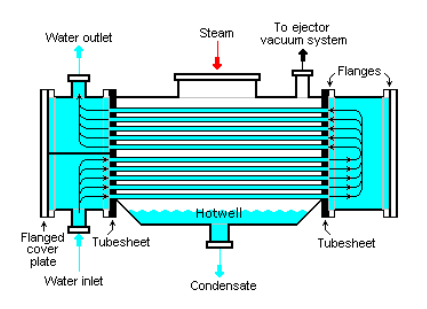 Water outlet
Steam
To ejector
vacuum system
Flanges
Hotwell
Flanged
cover
plate
Tubesheet
Tubesheet
Water inlet
Condensate